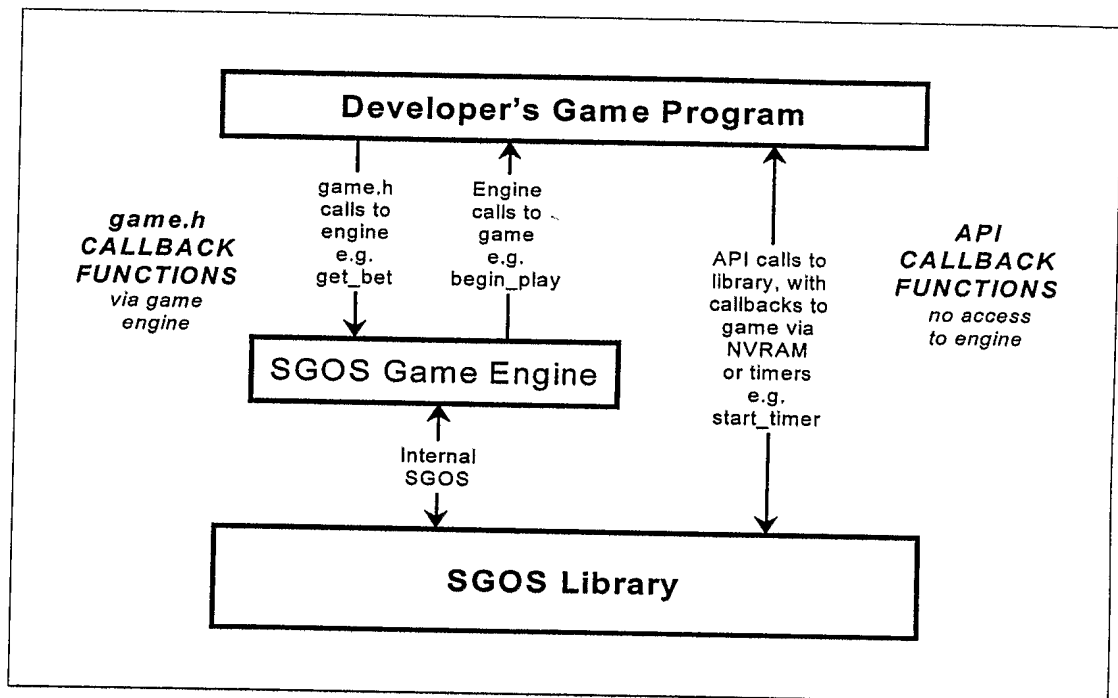 Developer's Game Program
game.h
CALLBACK
FUNCTIONS
via game
engine
game.h
calls to
engine
e.g.
get_bet
Engine
calls to
game
e.g.
begin_play
API calls to
library, with
callbacks to
game via
NVRAM
or timers
e.g.
start_timer
API
CALLBACK
FUNCTIONS
no access
to engine
SGOS Game Engine
Internal
SGOS
SGOS Library